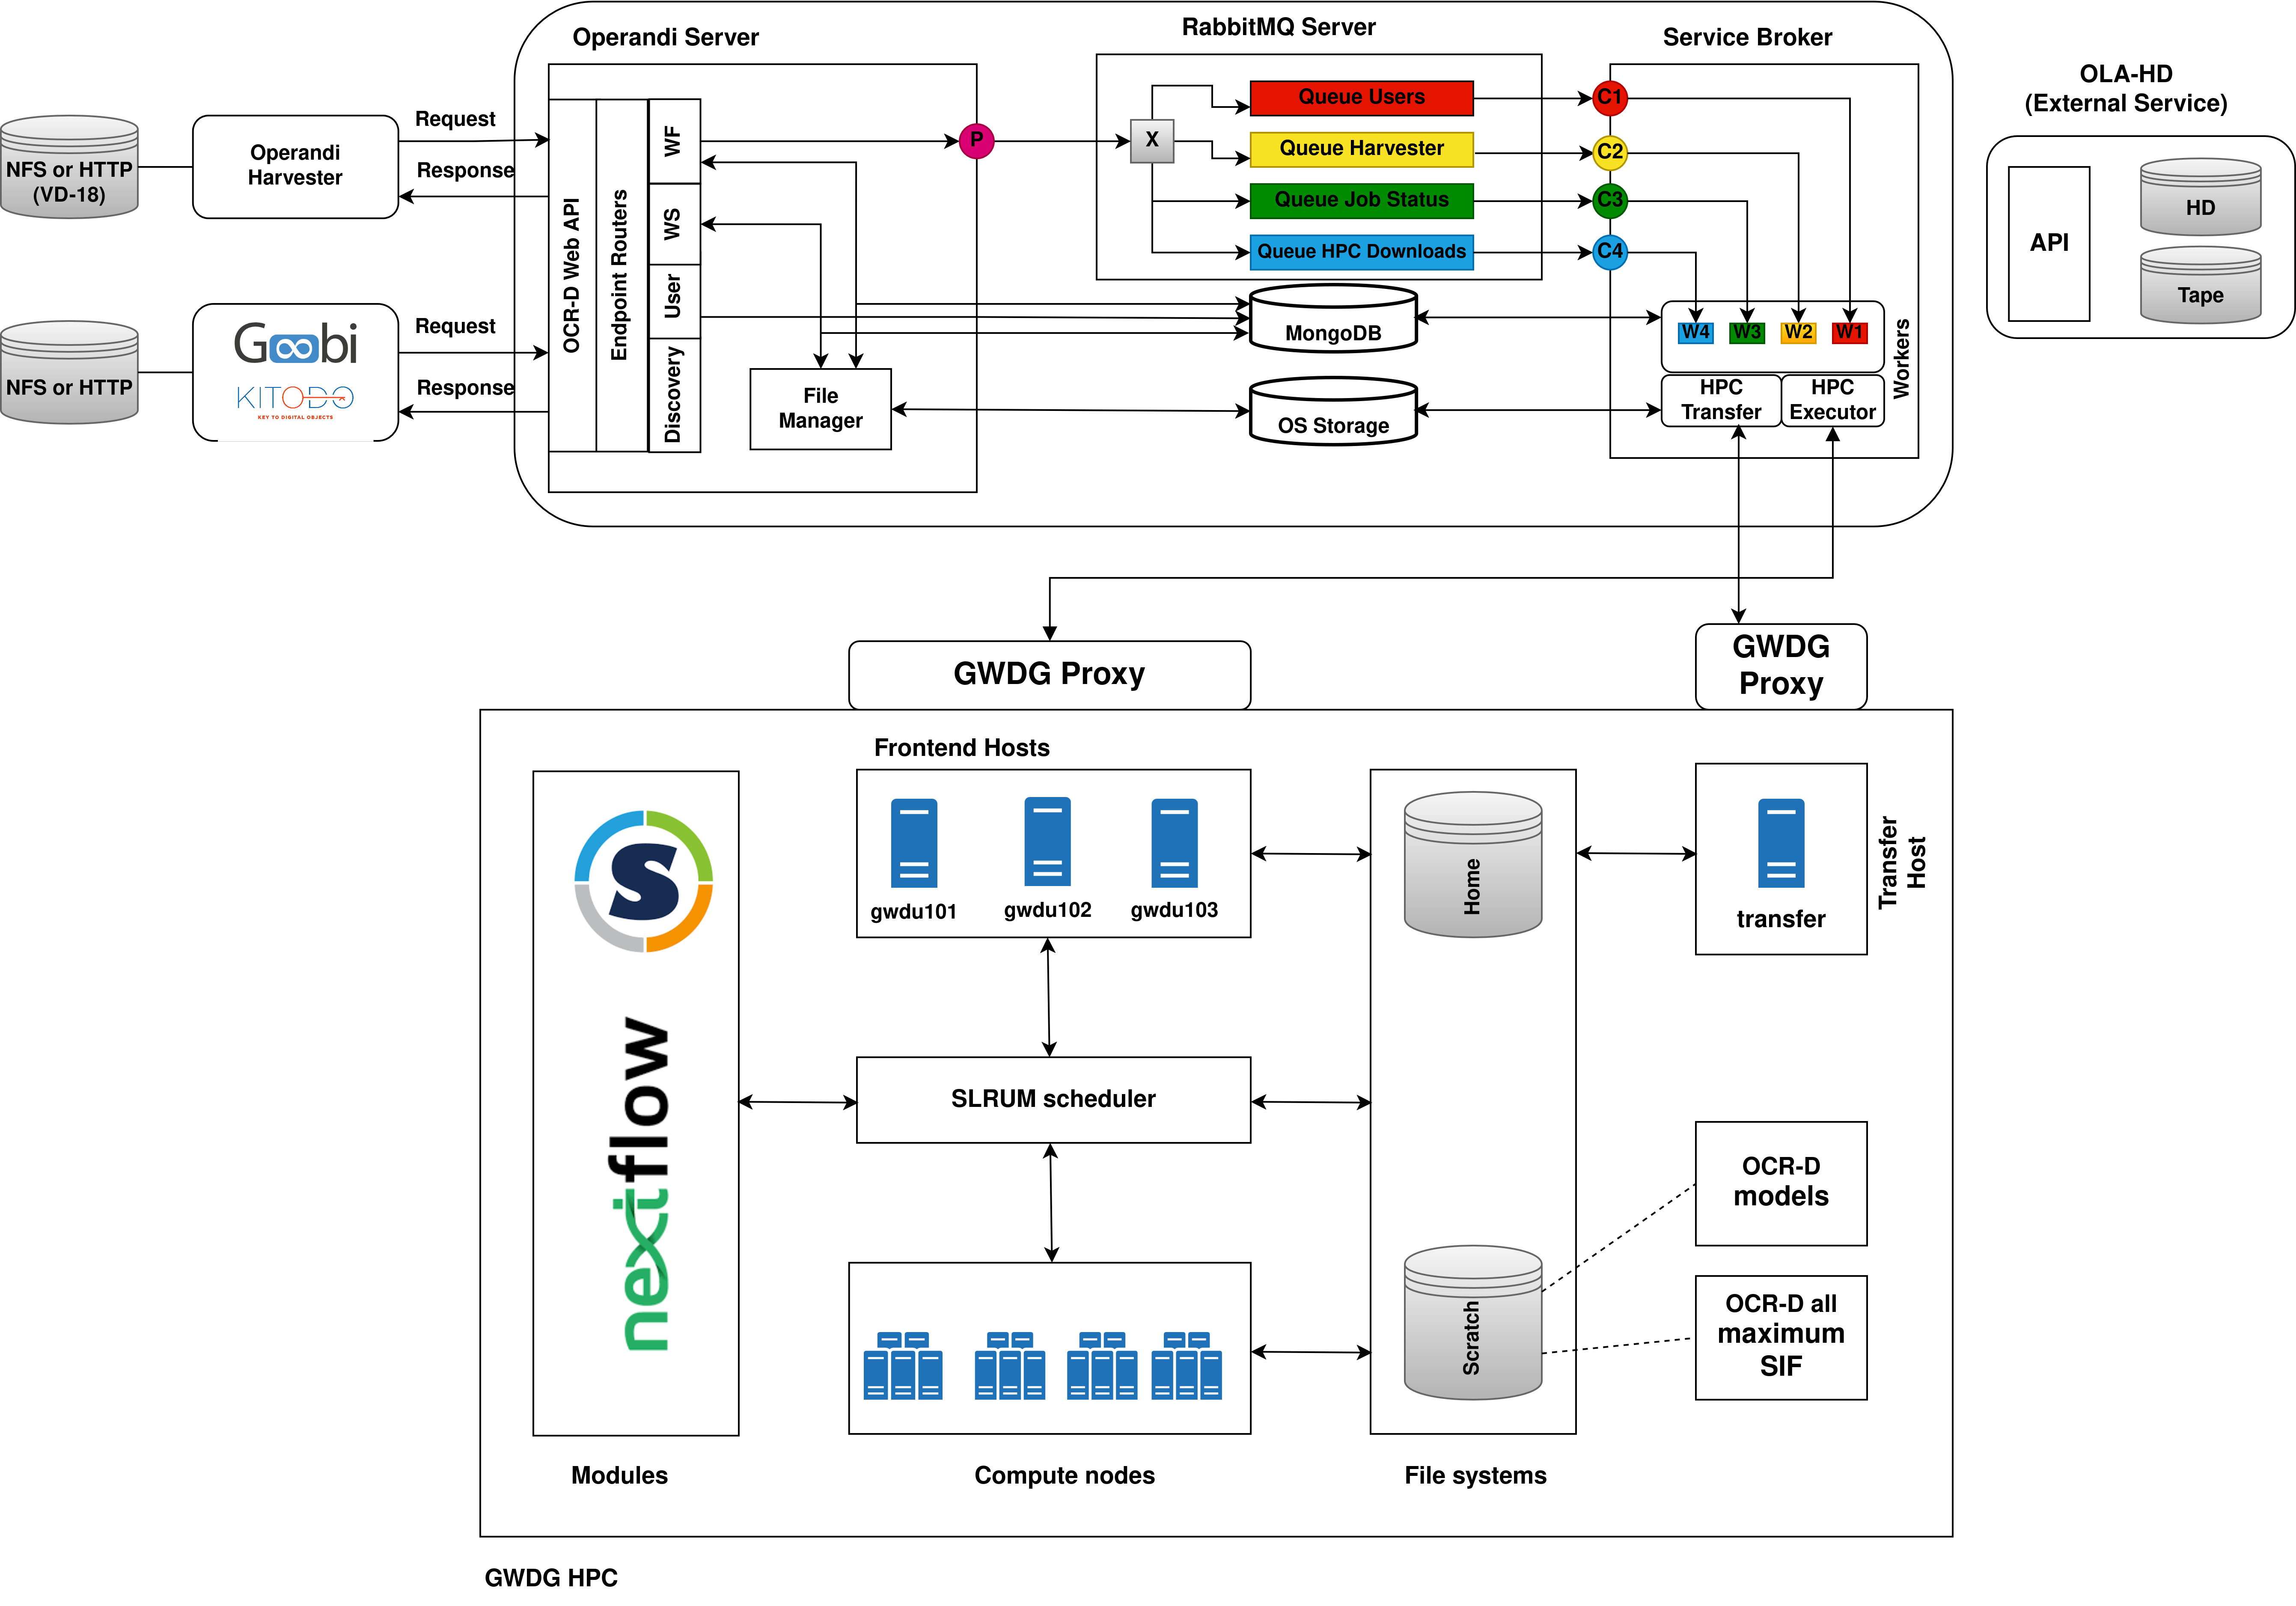 Operandi Server
RabbitMQ Server
Service Broker
OLA-HD
(External Service)
NFS or HTTP
(VD-18)
Operandi
Harvester
Request
Response
NFS or HTTP
Goobi
KITODO
KEY TO DIGITAL OBJECTS
Request
Response
OCR-D Web API
Endpoint Routers
WF
WS
User
Discovery
File
Manager
P
X
Queue Users
Queue Harvester
Queue Job Status
Queue HPC Downloads
MongoDB
OS Storage
C1
C2
C3
C4
W4
W3
W2
W1
HPC
Transfer
HPC
Executor
Workers
API
HD
Tape
GWDG Proxy
GWDG
Proxy
Frontend Hosts
gwdu101
gwdu102
gwdu103
S
nextflow
SLRUM scheduler
Home
Scratch
transfer
Transfer
Host
OCR-D
models
OCR-D all
maximum
SIF
Modules
Compute nodes
File systems
GWDG HPC